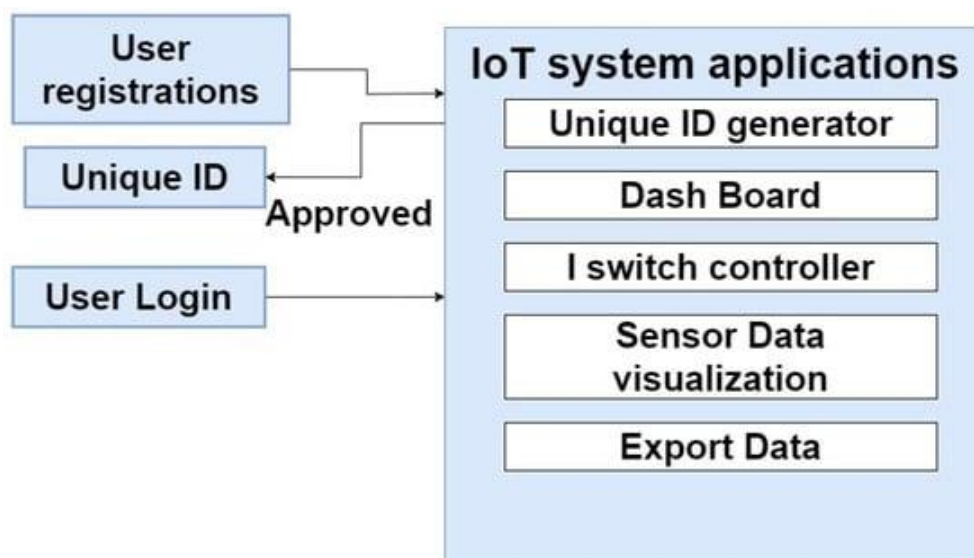 User
registrations
Unique ID
Approved
User Login
IoT system applications
Unique ID generator
Dash Board
I switch controller
Sensor Data
visualization
Export Data